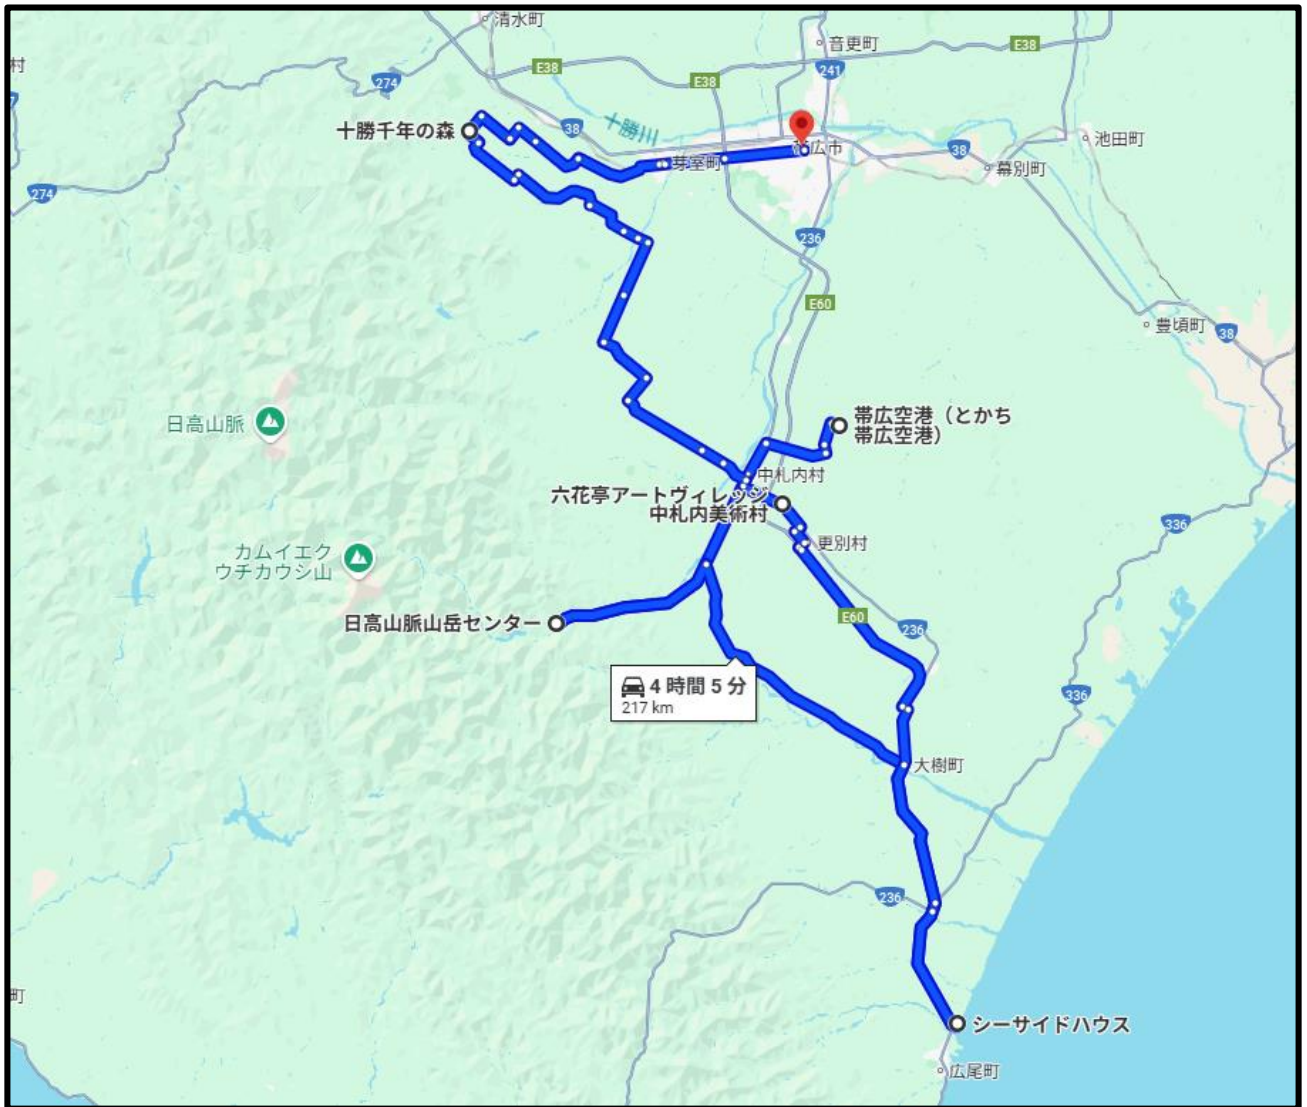 清水町
音更町
村
E38
E38
E38
274
241
十勝千年の森
38
十勝川
池田町
38
芽室町
広市
幕別町
274
236
E60
豊頃町
38
日高山脈
帯広空港（とかち
帯広空港）
中札内村
六花亭アートヴィレッジ
中札内美術村
336
更別村
カムイエク
ウチカウシ山
日高山脈山岳センター
E60
236
4 時間 5 分
217 km
336
大樹町
236
町
シーサイドハウス
広尾町